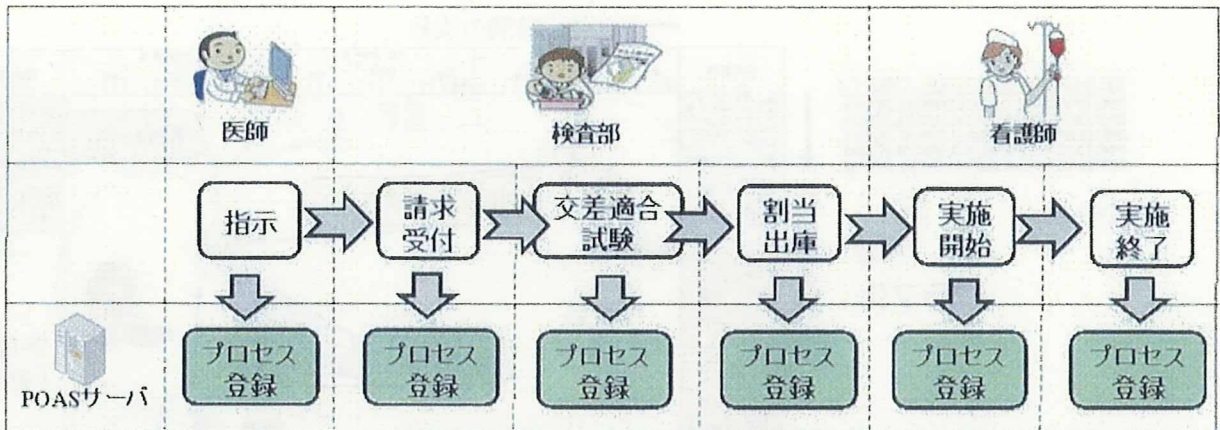 医師
検査部
看護師
指示
請求
受付
交差適合
試験
割当
出庫
実施
開始
実施
終了
POASサーバ
プロセス
登録
プロセス
登録
プロセス
登録
プロセス
登録
プロセス
登録
プロセス
登録